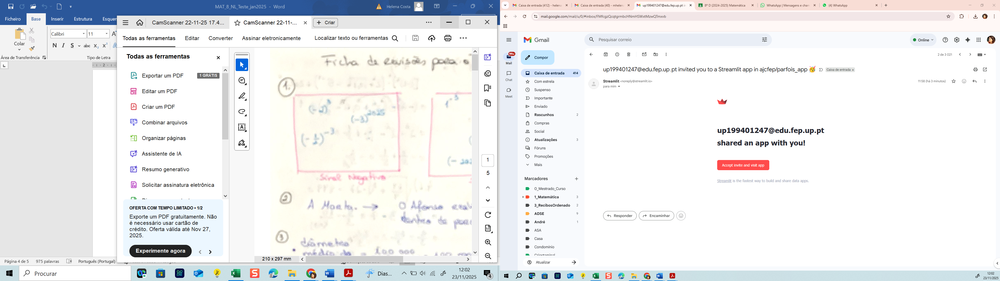 MAT_8_NL_Teste_jan2025 - Word
Helena Costa
Ficheiro Base Inserir Estrutura Esquem
Colar
Calibri 11
N I S abc X₂ X²
Área de Transferência Tipo de Letra
2
CamScanner 22-11-25 17.4...
CamScanner 22-11-...
+ Criar
Todas as ferramentas Editar Converter Assinar eletronicamente Localizar texto ou ferramentas
Todas as ferramentas
Exportar um PDF 1 GRÁTIS
Editar um PDF
Criar um PDF
Combinar arquivos
Organizar páginas
Assistente de IA
Resumo generativo
Solicitar assinatura eletrônica
OFERTA COM TEMPO LIMITADO • 1/2
Exporte um PDF gratuitamente. Não
é necessário usar cartão de
crédito. Oferta válida até Nov 27,
2025.
Experimente agora
Ficha de revisões para o
1.
(-2)
(-3)²⁰²⁵
(-1/2)⁻³
1⁻³
Sinal Negativo
2
A Marta. → O Afonso
dentro de
3
diâmetro
médio do = 100 000
1
5
210 x 297 mm
Página 4 de 5 975 palavras Português (Portugal)
Procurar
Dias...
12:02
23/11/2025
4
Caixa de entrada (412) - helena
Caixa de entrada (40) - mhelena
up199401247@edu.fep.up.pt in
8º D (2024-2025) Matemática
WhatsApp | Mensagens e cham
(4) WhatsApp
mail.google.com/mail/u/0/#inbox/FMfcgzQcqtgrmbcHNmHSWxtMzwQTmxvb
Gmail
Pesquisar correio
Online
99+
Mail
Chat
Meet
Compor
Caixa de entrada 414
Com estrela
Suspenso
Importante
Enviado
Rascunhos 2
Compras
Social
Atualizações 3
Fóruns
Promoções
Mais
Marcadores
0_Mestrado_Curso
1_Matemática 3
3_RecibosOrdenado 2
ADSE 9
André 1
ASA
Casa
Condomínio
Criostaminal
Atualizar
2 de 3 021
up199401247@edu.fep.up.pt invited you to a Streamlit app in ajcfep/parfois_app 🥳 Caixa de entrada ×
Streamlit <noreply@streamlit.io>
11:58 (há 3 minutos)
para mim
up199401247@edu.fep.up.pt
shared an app with you!
Accept invite and visit app
Streamlit is the fastest way to build and share data apps.
Responder
Encaminhar
12:02
23/11/2025